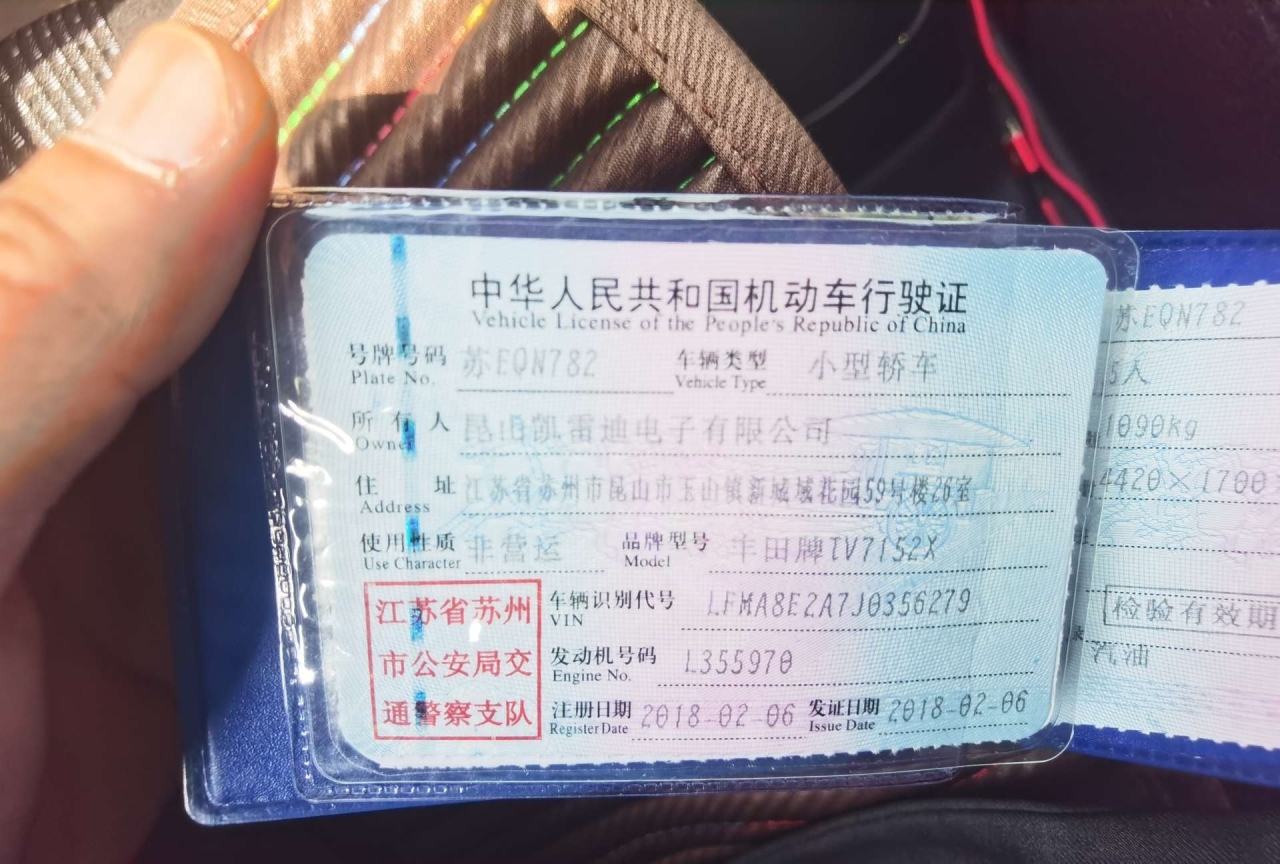 中华人民共和国机动车行驶证
Vehicle License of the People's Republic of China
号牌号码 苏EQN782 车辆类型 小型轿车
Plate No. Vehicle Type
所有人 昆山凯雷迪电子有限公司
Owner
住址 江苏省苏州市昆山市玉山镇新城域花园59号楼26室
Address
使用性质 非营运 品牌型号 丰田牌TV7152X
Use Character Model
江苏省苏州
市公安局交
通警察支队
车辆识别代号 LFMA8E2A7J0356279
VIN
发动机号码 L355970
Engine No.
注册日期 2018-02-06 发证日期 2018-02-06
Register Date Issue Date
苏EQN782
5人
1090kg
4420×1700
检验有效期
汽油